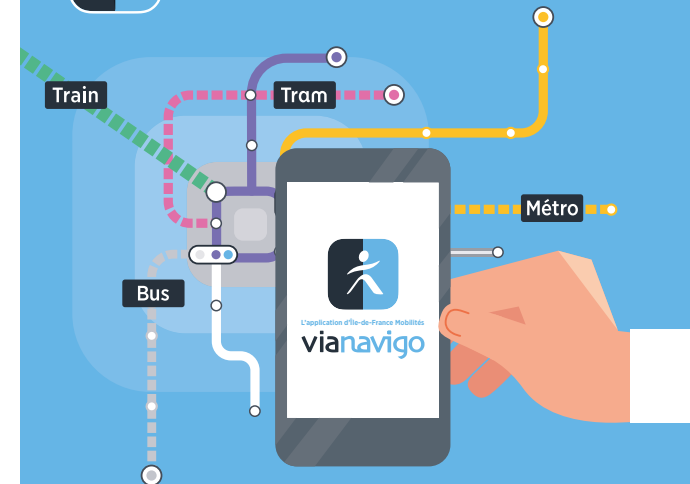 Train
Tram
Métro
Bus
L'application d'Île-de-France Mobilités
vianavigo